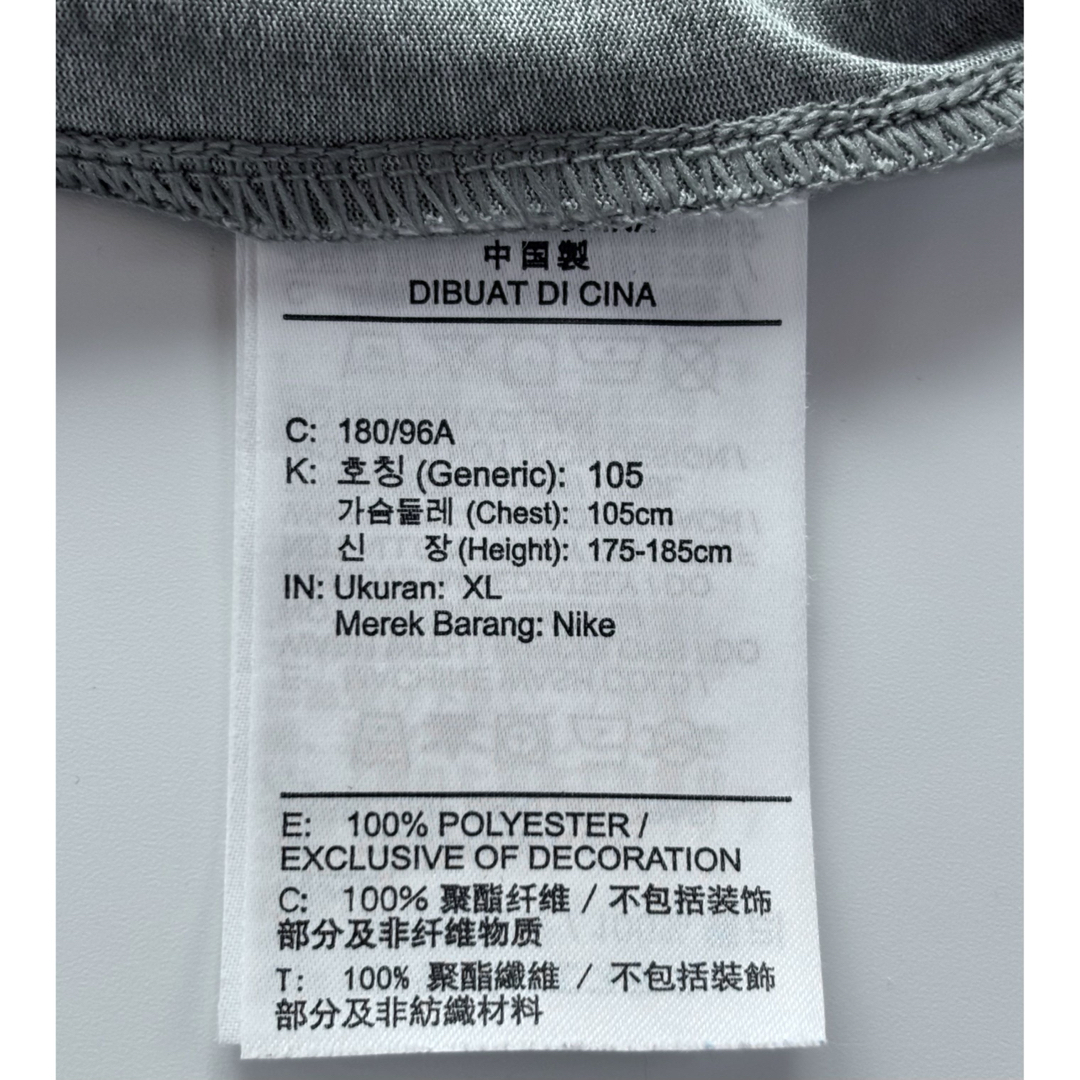 中国製
DIBUAT DI CINA
C: 180/96A
K: 호칭 (Generic): 105
가슴둘레 (Chest): 105cm
신 장 (Height): 175-185cm
IN: Ukuran: XL
Merek Barang: Nike
E: 100% POLYESTER /
EXCLUSIVE OF DECORATION
C: 100% 聚酯纤维 / 不包括装饰
部分及非纤维物质
T: 100% 聚酯纖維 / 不包括裝飾
部分及非紡織材料